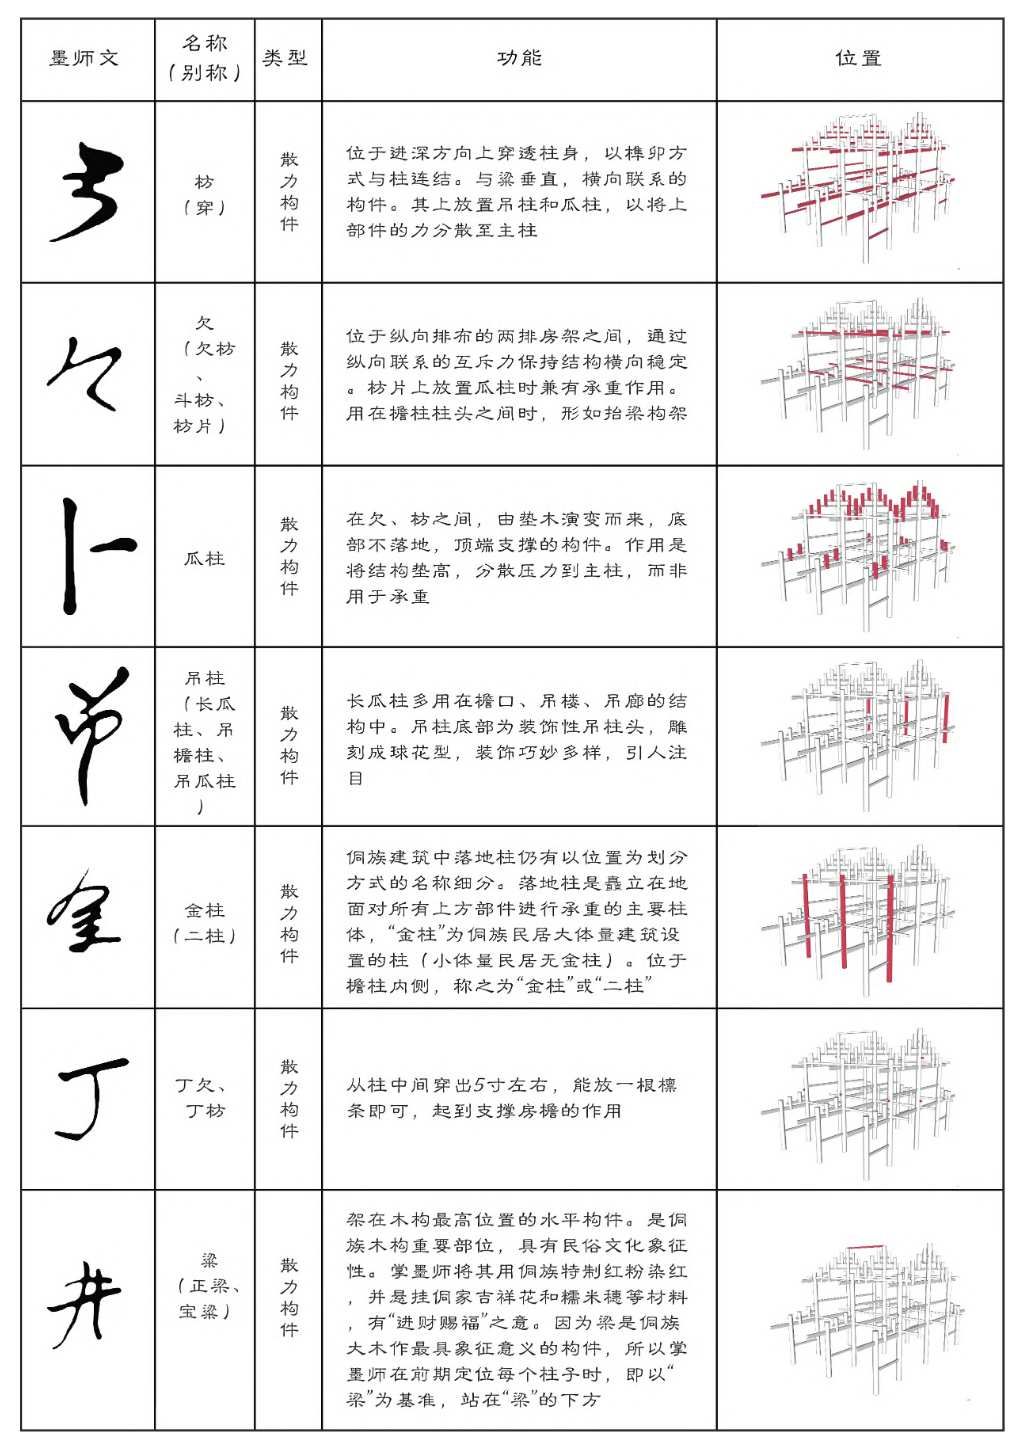 墨师文
名称
(别称)
类型
功能
位置
枋
(穿)
散
力
构
件
位于进深方向上穿透柱身，以榫卯方
式与柱连结。与梁垂直，横向联系的
构件。其上放置吊柱和瓜柱，以将上
部件的力分散至主柱
欠
(欠枋
、
斗枋、
枋片)
散
力
构
件
位于纵向排布的两排房架之间，通过
纵向联系的互斥力保持结构横向稳定
。枋片上放置瓜柱时兼有承重作用。
用在檐柱柱头之间时，形如抬梁构架
瓜柱
散
力
构
件
在欠、枋之间，由垫木演变而来，底
部不落地，顶端支撑的构件。作用是
将结构垫高，分散压力到主柱，而非
用于承重
吊柱
(长瓜
柱、吊
檐柱、
吊瓜柱
)
散
力
构
件
长瓜柱多用在檐口、吊楼、吊廊的结
构中。吊柱底部为装饰性吊柱头，雕
刻成球花型，装饰巧妙多样，引人注
目
金柱
(二柱)
散
力
构
件
侗族建筑中落地柱仍有以位置为划分
方式的名称细分。落地柱是矗立在地
面对所有上方部件进行承重的主要柱
体，“金柱”为侗族民居大体量建筑设
置的柱(小体量民居无金柱)。位于
檐柱内侧，称之为“金柱”或“二柱”
丁
丁欠、
丁枋
散
力
构
件
从柱中间穿出5寸左右，能放一根檩
条即可，起到支撑房檐的作用
井
梁
(正梁、
宝梁)
散
力
构
件
架在木构最高位置的水平构件。是侗
族木构重要部位，具有民俗文化象征
性。掌墨师将其用侗族特制红粉染红
，并悬挂侗家吉祥花和糯米穗等材料
，有“进财赐福”之意。因为梁是侗族
大木作最具象征意义的构件，所以掌
墨师在前期定位每个柱子时，即以“
梁”为基准，站在“梁”的下方